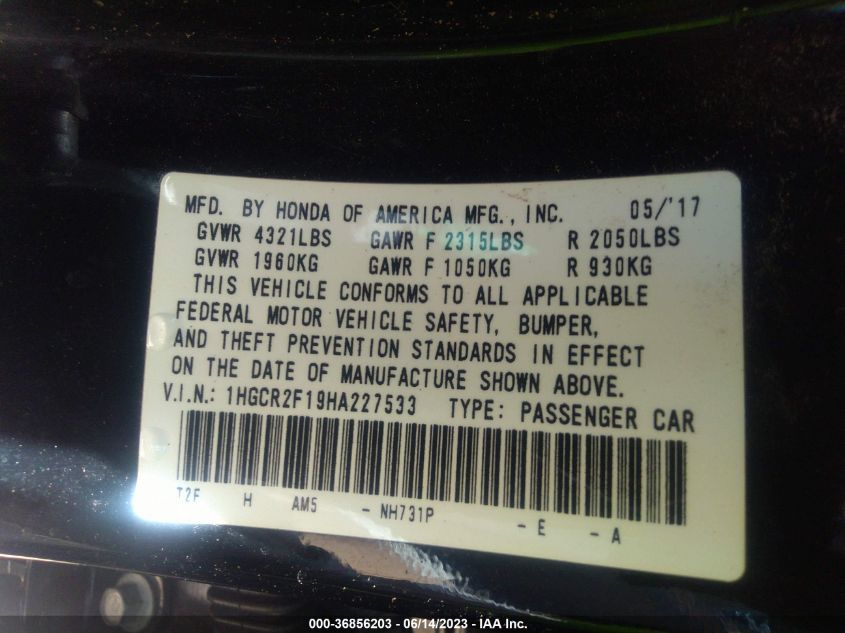 MFD. BY HONDA OF AMERICA MFG., INC. 05/'17
GVWR 4321LBS GAWR F 2315LBS R 2050LBS
GVWR 1960KG GAWR F 1050KG R 930KG
THIS VEHICLE CONFORMS TO ALL APPLICABLE
FEDERAL MOTOR VEHICLE SAFETY, BUMPER,
AND THEFT PREVENTION STANDARDS IN EFFECT
ON THE DATE OF MANUFACTURE SHOWN ABOVE.
V.I.N.: 1HGCR2F19HA227533 TYPE: PASSENGER CAR
T2F H AM5 - NH731P - E - A
000-36856203 - 06/14/2023 - IAA Inc.